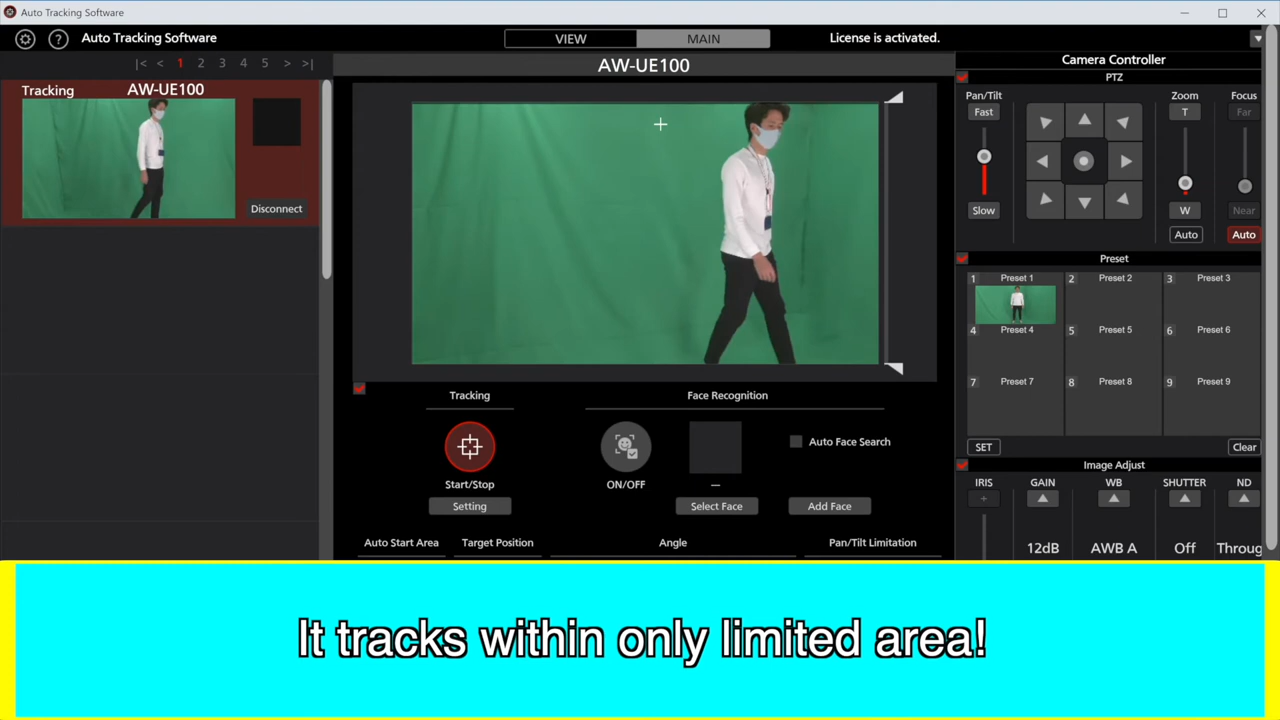 Auto Tracking Software
Auto Tracking Software
VIEW
MAIN
License is activated.
|< < 1 2 3 4 5 > >|
Tracking
AW-UE100
Disconnect
AW-UE100
Tracking
Start/Stop
Setting
Face Recognition
ON/OFF
—
Select Face
Auto Face Search
Add Face
Auto Start Area
Target Position
Angle
Pan/Tilt Limitation
Camera Controller
PTZ
Pan/Tilt
Fast
Slow
Zoom
T
W
Auto
Focus
Far
Near
Auto
Preset
1 Preset 1
2 Preset 2
3 Preset 3
4 Preset 4
5 Preset 5
6 Preset 6
7 Preset 7
8 Preset 8
9 Preset 9
SET
Clear
Image Adjust
IRIS
+
GAIN
12dB
WB
AWB A
SHUTTER
Off
ND
Throug
It tracks within only limited area!